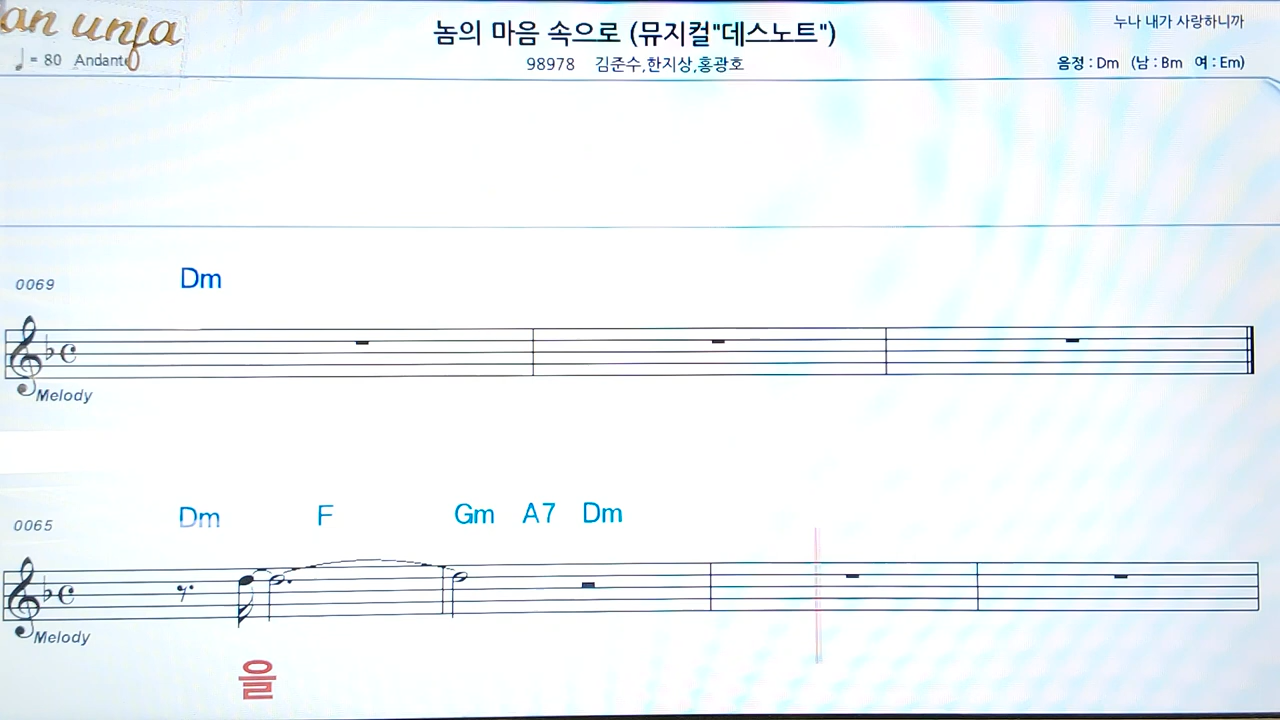 an unja
놈의 마음 속으로 (뮤지컬"데스노트")
누나 내가 사랑하니까
= 80 Andante
98978 김준수,한지상,홍광호
음정 : Dm (남 : Bm 여 : Em)
0069 Dm
Melody
0065 Dm F Gm A7 Dm
Melody
을